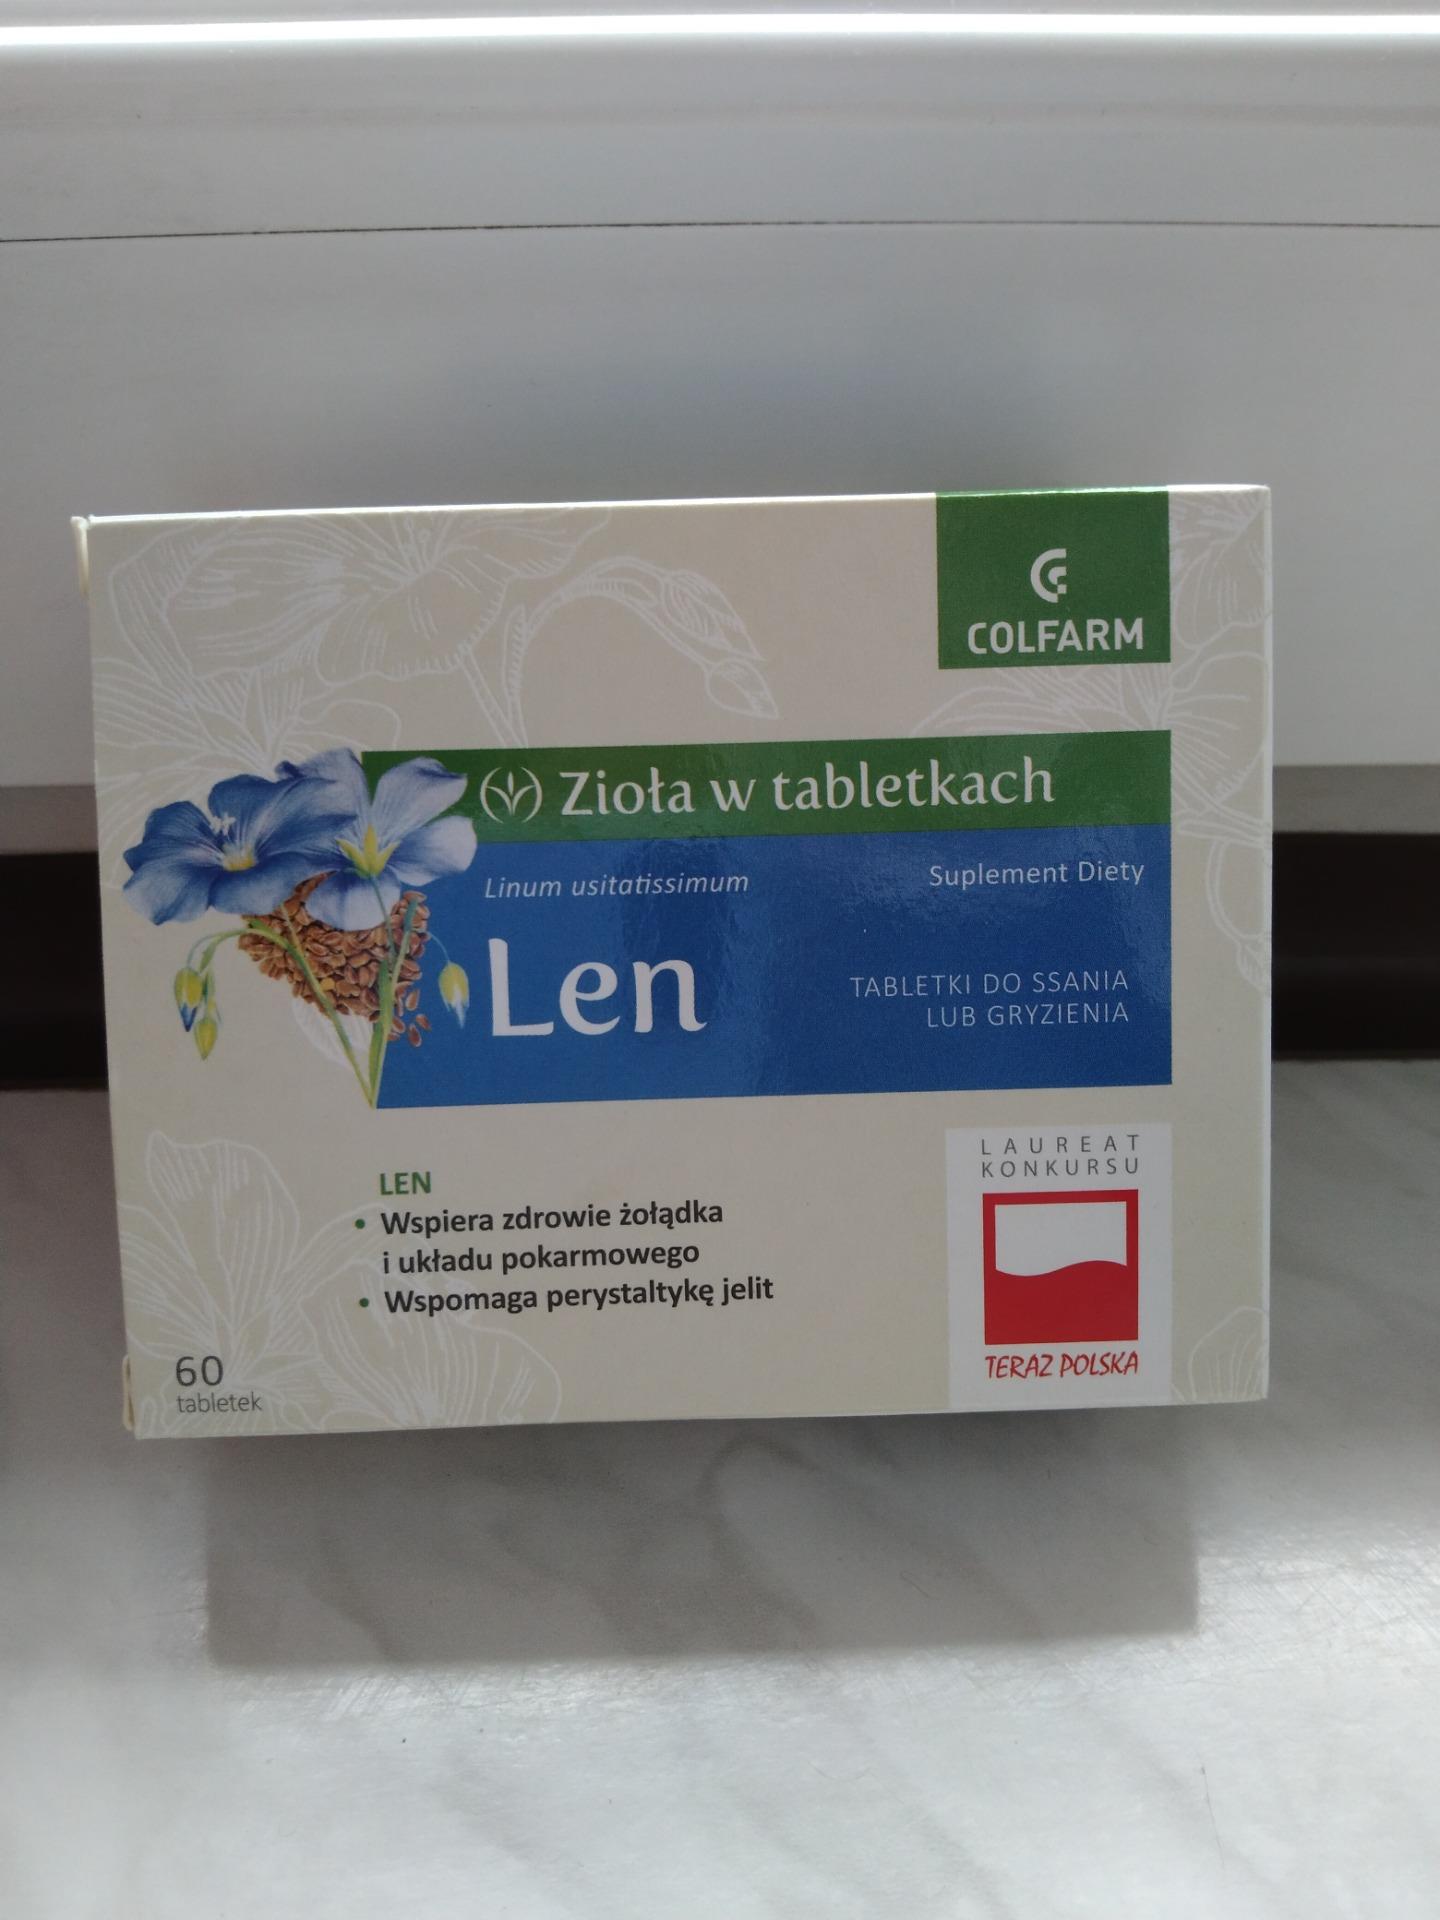 COLFARM
Zioła w tabletkach
Linum usitatissimum
Suplement Diety
Len
TABLETKI DO SSANIA
LUB GRYZIENIA
LEN
• Wspiera zdrowie żołądka
i układu pokarmowego
• Wspomaga perystaltykę jelit
60
tabletek
LAUREAT
KONKURSU
TERAZ POLSKA